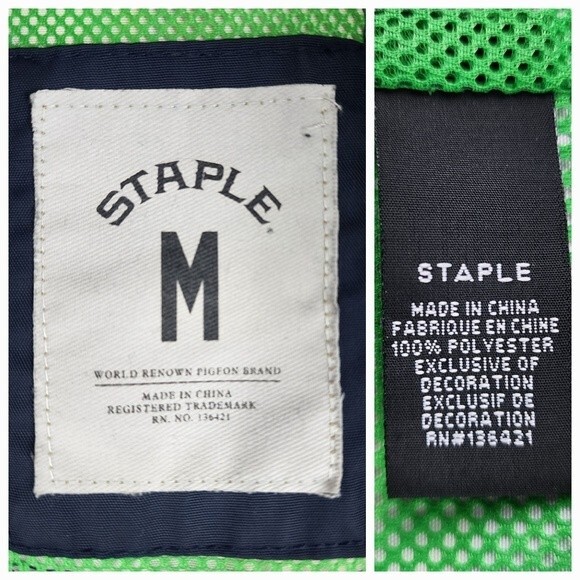 STAPLE
M
WORLD RENOWN PIGEON BRAND
MADE IN CHINA
REGISTERED TRADEMARK
RN. NO. 136421
STAPLE
MADE IN CHINA
FABRIQUE EN CHINE
100% POLYESTER
EXCLUSIVE OF
DECORATION
EXCLUSIF DE
DECORATION
RN#136421